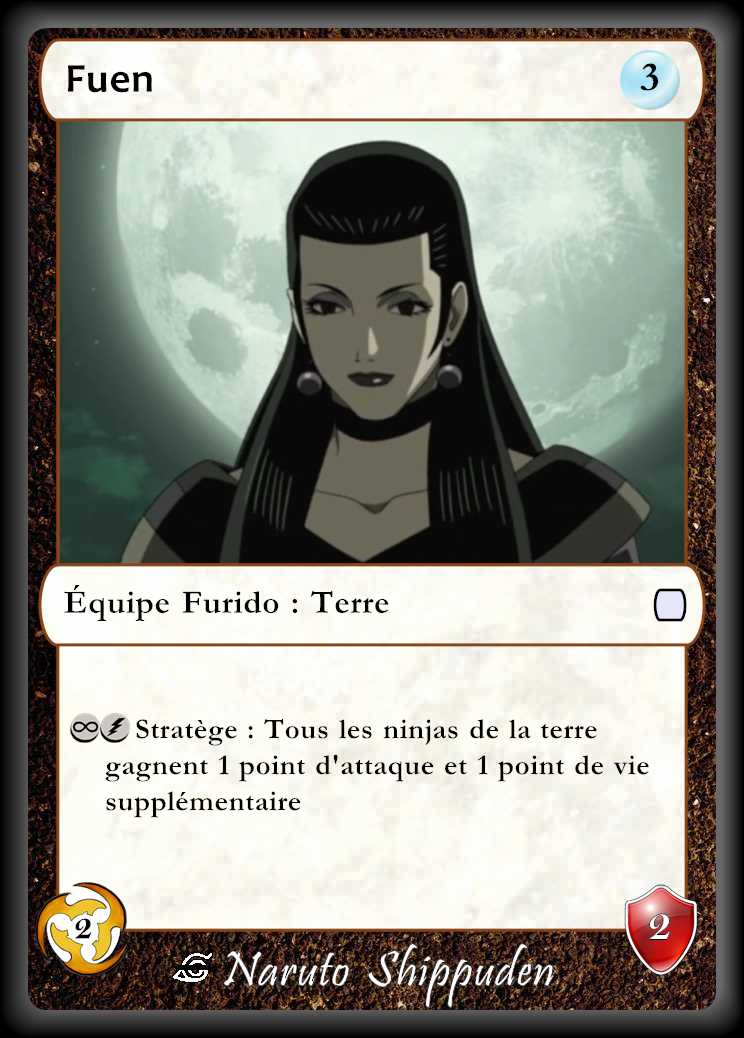 Fuen
3
Équipe Furido : Terre
∞ Stratège : Tous les ninjas de la terre
gagnent 1 point d'attaque et 1 point de vie
supplémentaire
2
2
Naruto Shippuden